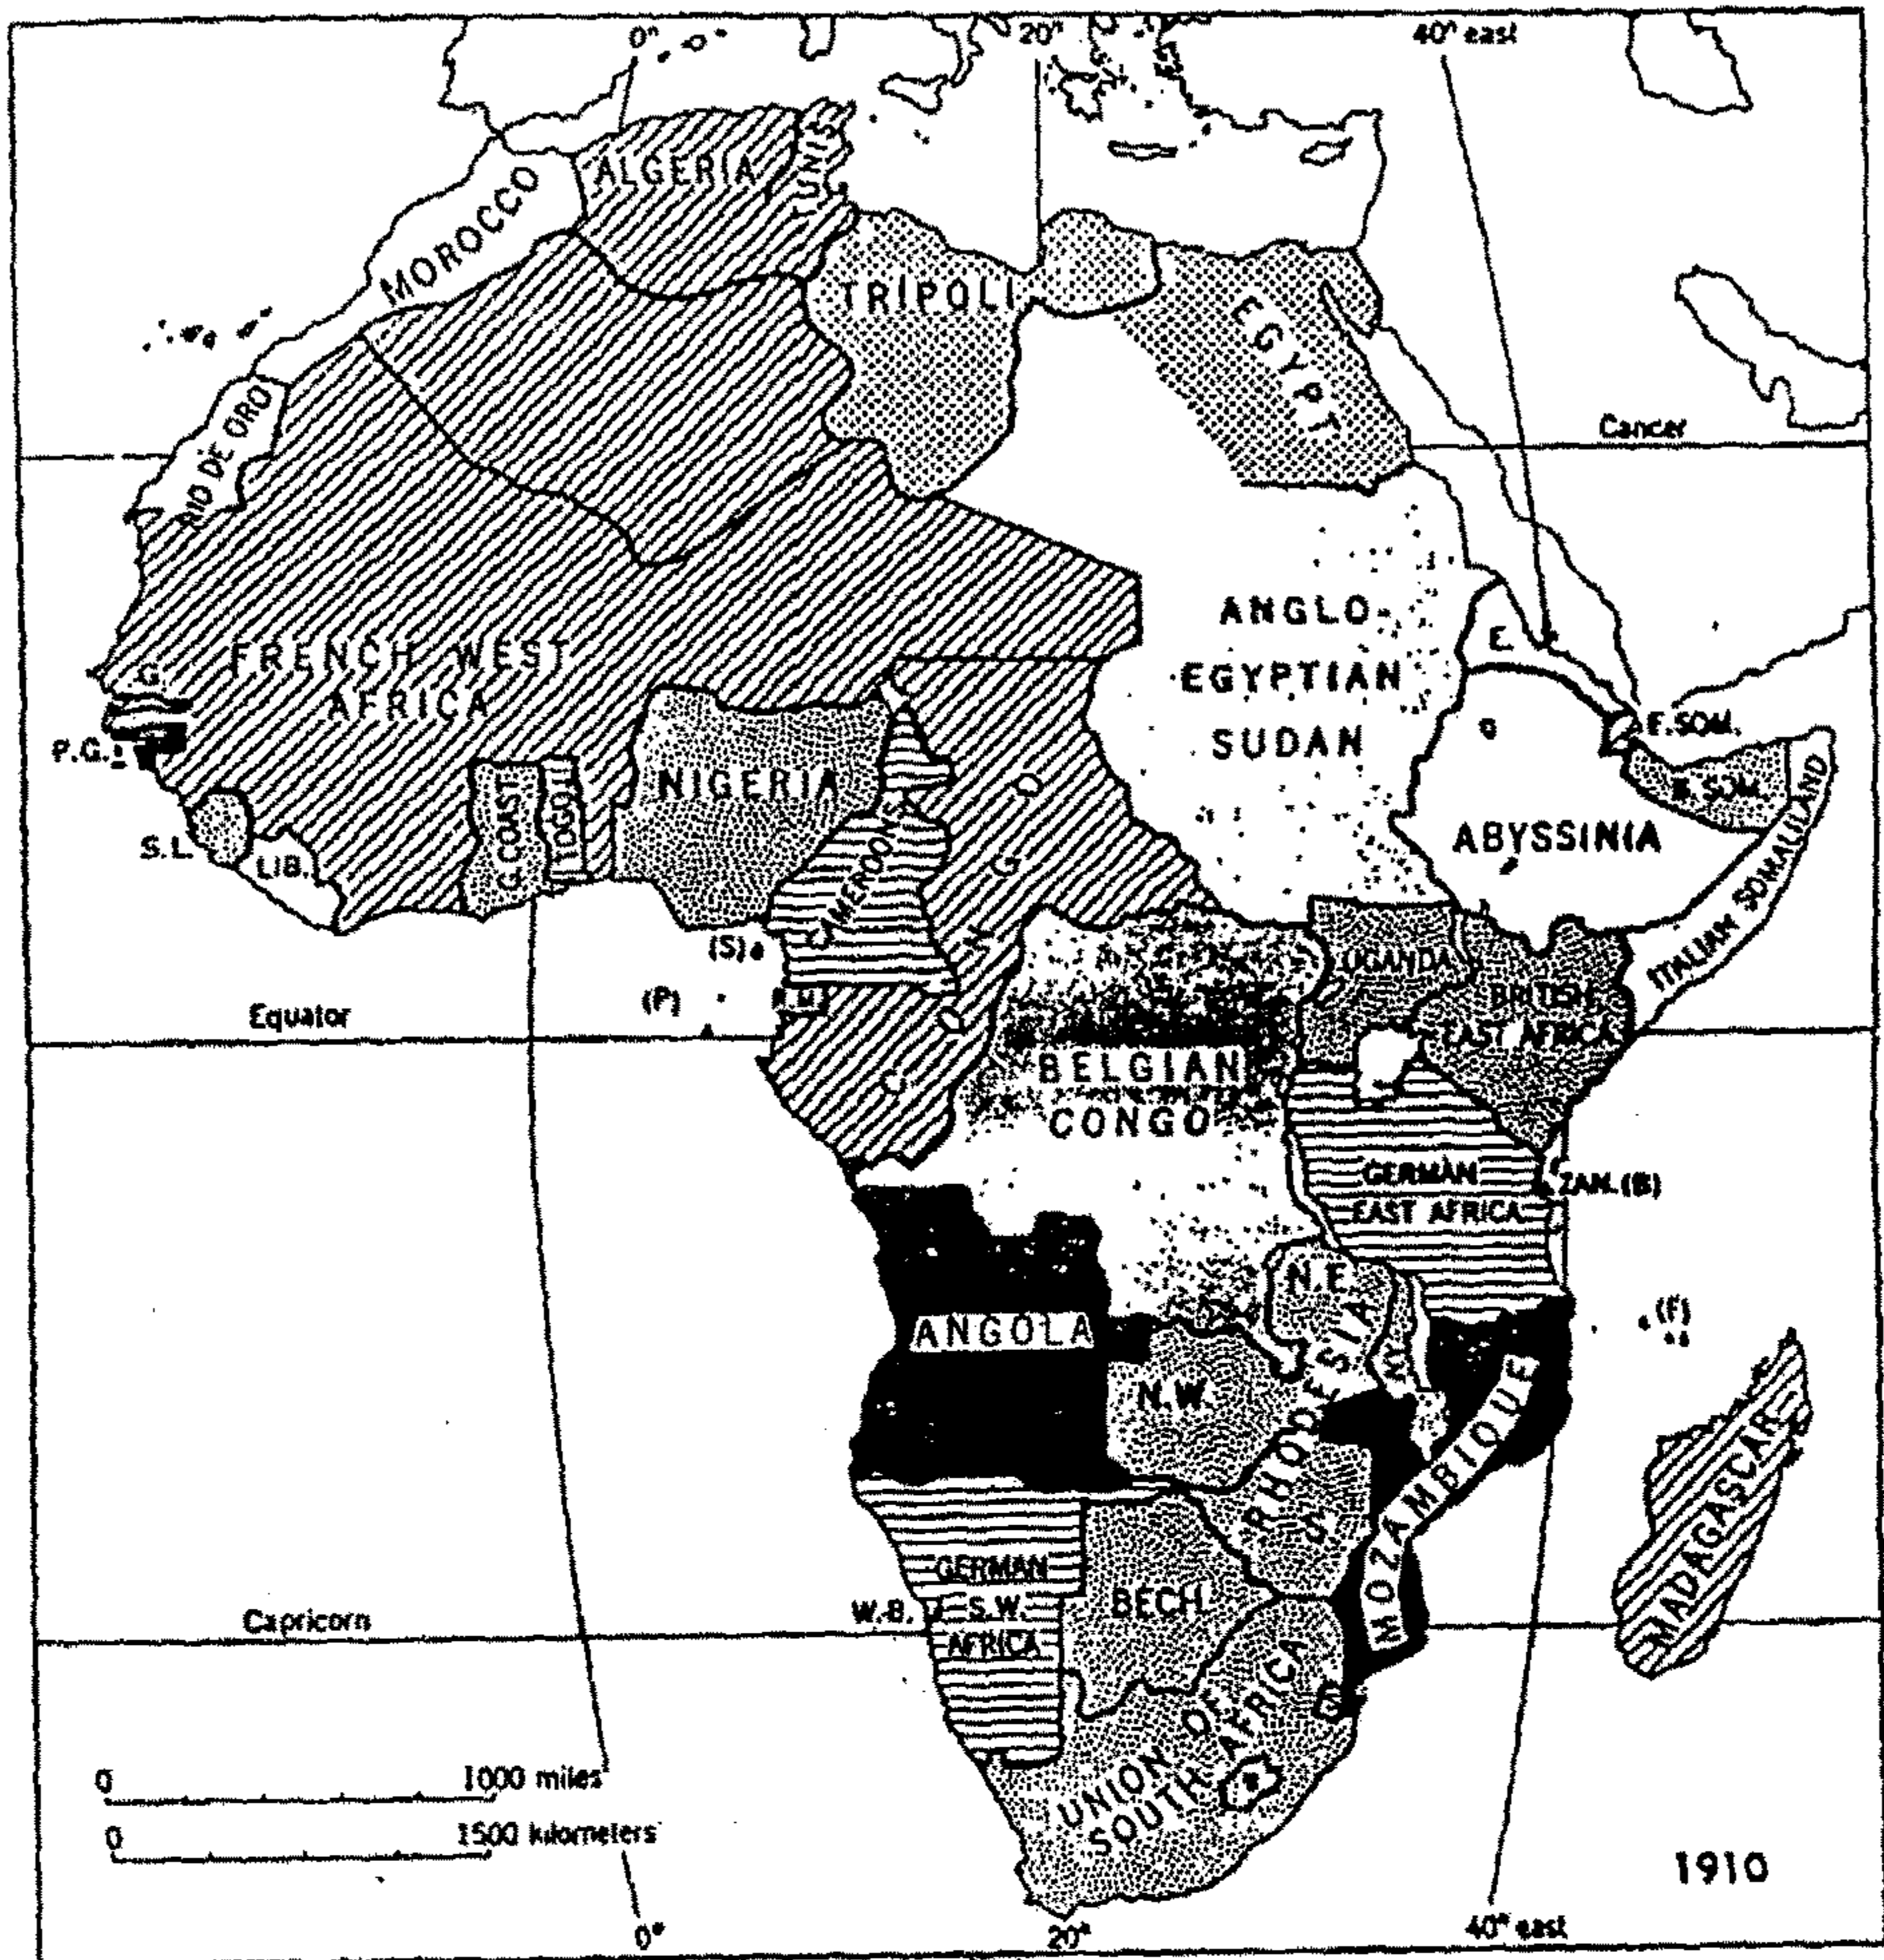 0°
20°
40° east
ALGERIA
TUNIS
MOROCCO
TRIPOLI
EGYPT
RIO DE ORO
Cancer
ANGLO
EGYPTIAN
SUDAN
E.
FRENCH WEST
AFRICA
G.
P.G.
F. SOM.
B. SOM.
NIGERIA
G. COAST
TOGO
S.L.
LIB.
CAMEROONS
CONGO
ABYSSINIA
ITALIAN SOMALILAND
(S)
(P)
R.M.
UGANDA
BRITISH
EAST AFRICA
Equator
BELGIAN
CONGO
GERMAN
EAST AFRICA
ZAN. (B)
N.E.
(F)
ANGOLA
N.W.
NY.
RHODESIA
S.
MOZAMBIQUE
MADAGASCAR
GERMAN
S.W.
AFRICA
W.B.
BECH.
Capricorn
UNION OF
SOUTH AFRICA
0 1000 miles
0 1500 kilometers
1910
0°
20°
40° east